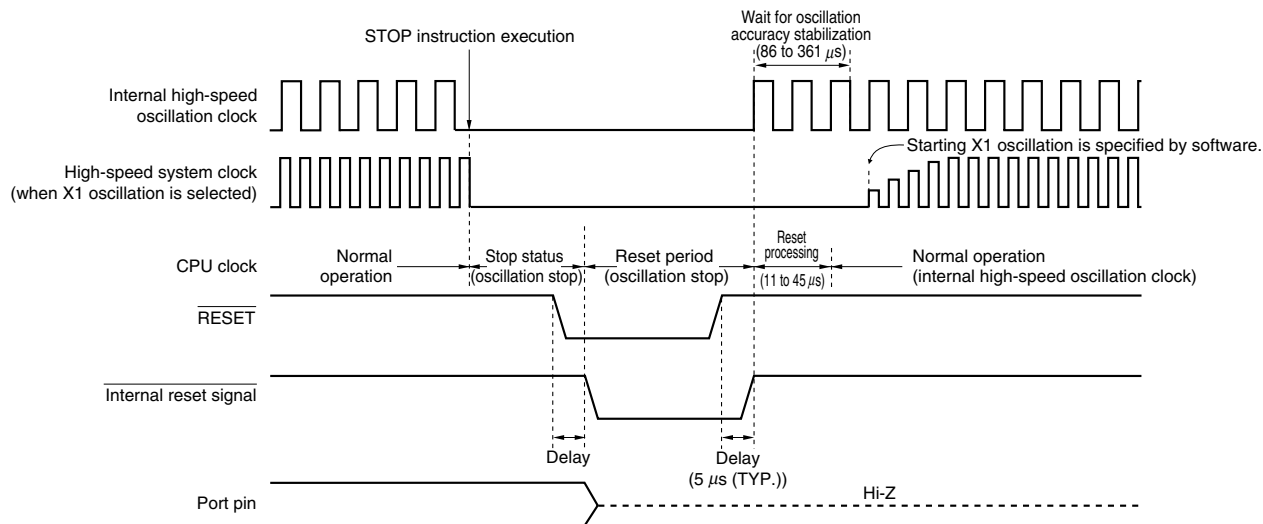 Wait for oscillation
accuracy stabilization
(86 to 361 μs)
STOP instruction execution
Internal high-speed
oscillation clock
Starting X1 oscillation is specified by software.
High-speed system clock
(when X1 oscillation is selected)
CPU clock
Normal
operation
Stop status
(oscillation stop)
Reset period
(oscillation stop)
Reset
processing
(11 to 45 μs)
Normal operation
(internal high-speed oscillation clock)
RESET
Internal reset signal
Delay
Delay
(5 μs (TYP.))
Port pin
Hi-Z